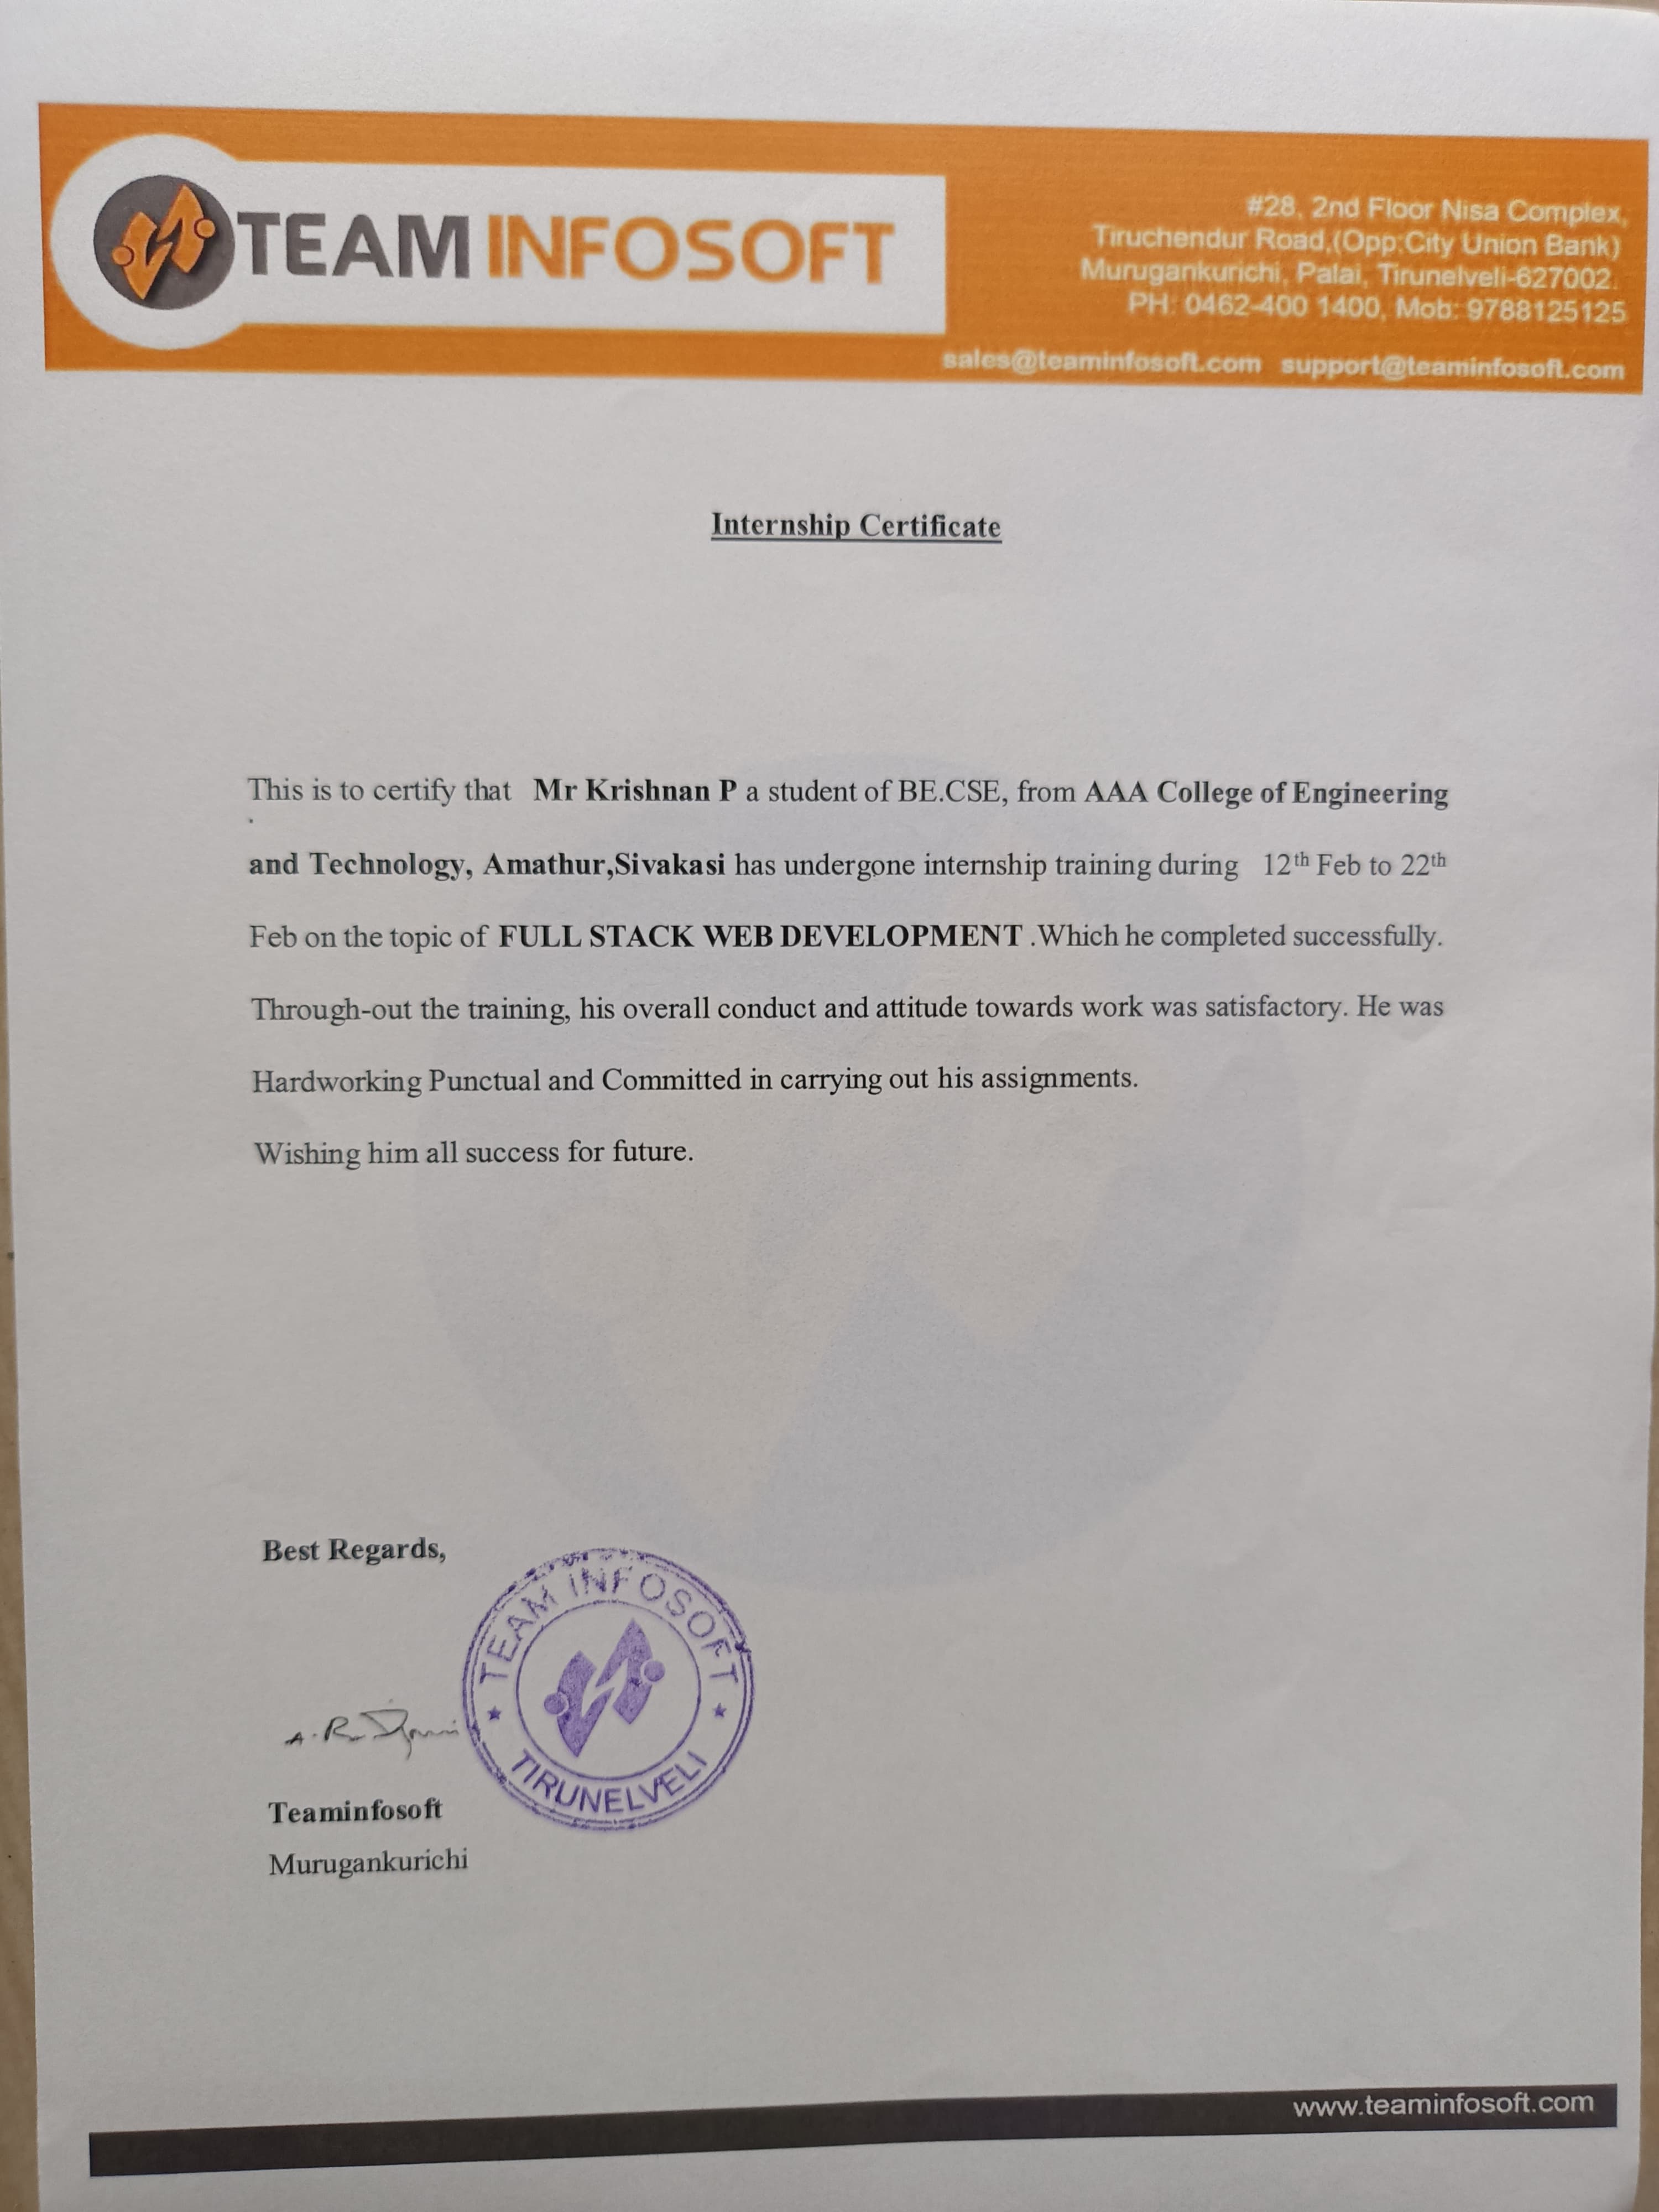 TEAM INFOSOFT
#28, 2nd Floor Nisa Complex,
Tiruchendur Road,(Opp:City Union Bank)
Murugankurichi, Palai, Tirunelveli-627002.
PH: 0462-400 1400, Mob: 9788125125
sales@teaminfosoft.com support@teaminfosoft.com
Internship Certificate
This is to certify that Mr Krishnan P a student of BE.CSE, from AAA College of Engineering
and Technology, Amathur,Sivakasi has undergone internship training during 12th Feb to 22th
Feb on the topic of FULL STACK WEB DEVELOPMENT .Which he completed successfully.
Through-out the training, his overall conduct and attitude towards work was satisfactory. He was
Hardworking Punctual and Committed in carrying out his assignments.
Wishing him all success for future.
Best Regards,
TEAM INFOSOFT
TIRUNELVELI
Teaminfosoft
Murugankurichi
www.teaminfosoft.com